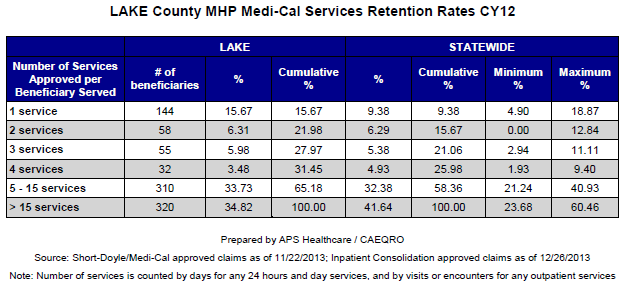 LAKE County MHP Medi-Cal Services Retention Rates CY12
LAKE STATEWIDE
Number of Services Approved per Beneficiary Served # of beneficiaries % Cumulative % % Cumulative % Minimum % Maximum %
1 service 144 15.67 15.67 9.38 9.38 4.90 18.87
2 services 58 6.31 21.98 6.29 15.67 0.00 12.84
3 services 55 5.98 27.97 5.38 21.06 2.94 11.11
4 services 32 3.48 31.45 4.93 25.98 1.93 9.40
5 - 15 services 310 33.73 65.18 32.38 58.36 21.24 40.93
> 15 services 320 34.82 100.00 41.64 100.00 23.68 60.46
Prepared by APS Healthcare / CAEQRO
Source: Short-Doyle/Medi-Cal approved claims as of 11/22/2013; Inpatient Consolidation approved claims as of 12/26/2013
Note: Number of services is counted by days for any 24 hours and day services, and by visits or encounters for any outpatient services